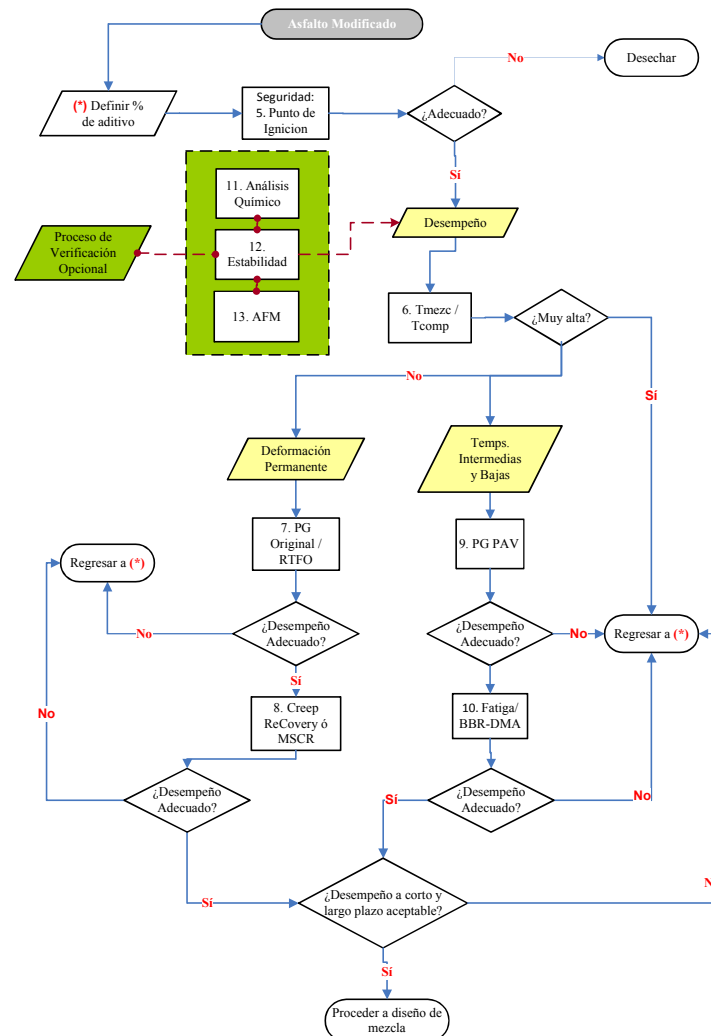 Asfalto Modificado
(*) Definir %
de aditivo
Seguridad:
5. Punto de
Ignicion
¿Adecuado?
No
Desechar
Sí
11. Análisis
Químico
12.
Estabilidad
13. AFM
Proceso de
Verificación
Opcional
Desempeño
6. Tmezc /
Tcomp
¿Muy alta?
No
Sí
Deformación
Permanente
Temps.
Intermedias
y Bajas
7. PG
Original /
RTFO
9. PG PAV
Regresar a (*)
¿Desempeño
Adecuado?
No
Sí
¿Desempeño
Adecuado?
No
Regresar a (*)
8. Creep
ReCovery ó
MSCR
10. Fatiga/
BBR-DMA
No
¿Desempeño
Adecuado?
Sí
¿Desempeño
Adecuado?
No
Sí
¿Desempeño a corto y
largo plazo aceptable?
Sí
Proceder a diseño de
mezcla